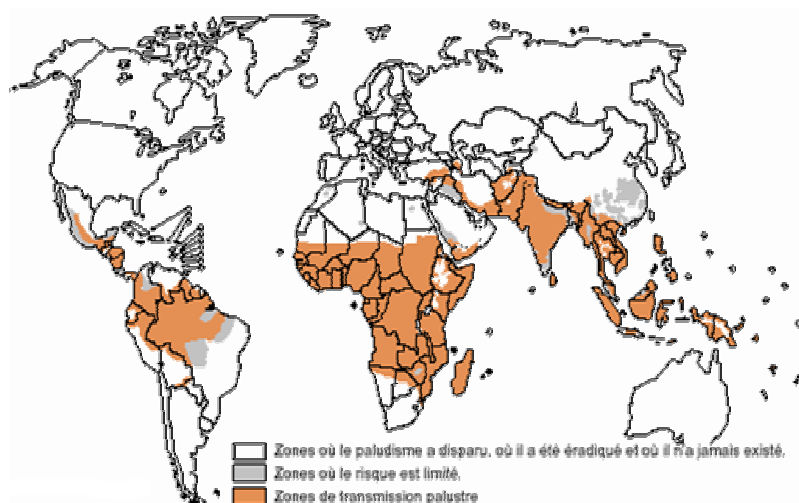 Zones où le paludisme a disparu, où il a été éradiqué et où il n'a jamais existé.
Zones où le risque est limité.
Zones de transmission palustre